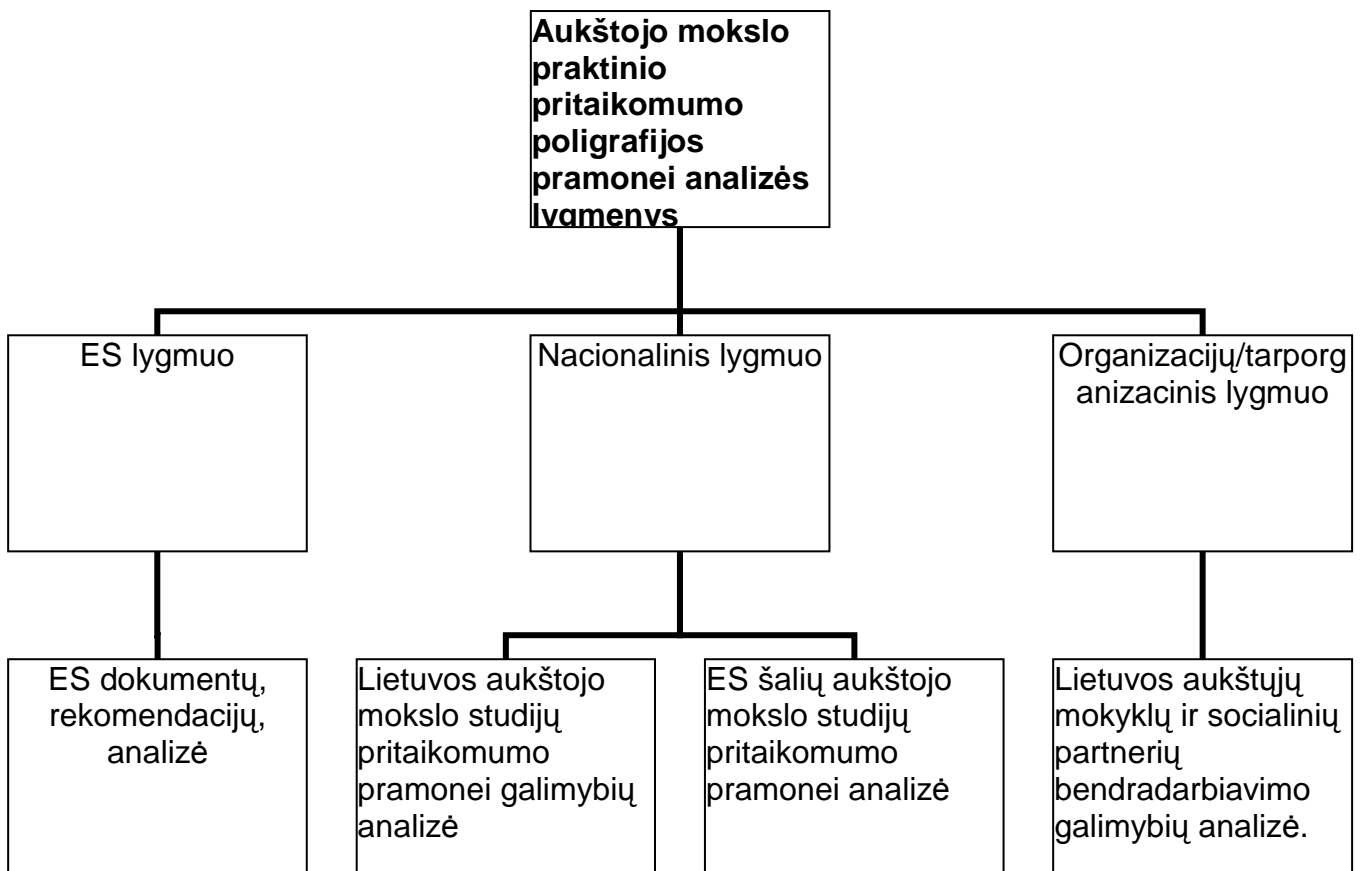 Aukštojo mokslo
praktinio
pritaikomumo
poligrafijos
pramonei analizės
lygmenys
ES lygmuo
Nacionalinis lygmuo
Organizacijų/tarporg
anizacinis lygmuo
ES dokumentų,
rekomendacijų,
analizė
Lietuvos aukštojo
mokslo studijų
pritaikomumo
pramonei galimybių
analizė
ES šalių aukštojo
mokslo studijų
pritaikomumo
pramonei analizė
Lietuvos aukštųjų
mokyklų ir socialinių
partnerių
bendradarbiavimo
galimybių analizė.